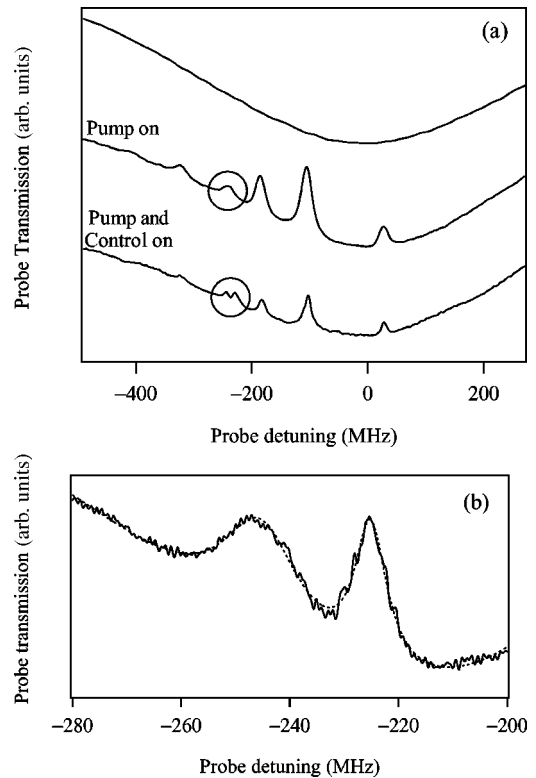 (a)
Pump on
Pump and
Control on
Probe Transmission (arb. units)
−400
−200
0
200
Probe detuning (MHz)
(b)
Probe transmission (arb. units)
−280
−260
−240
−220
−200
Probe detuning (MHz)